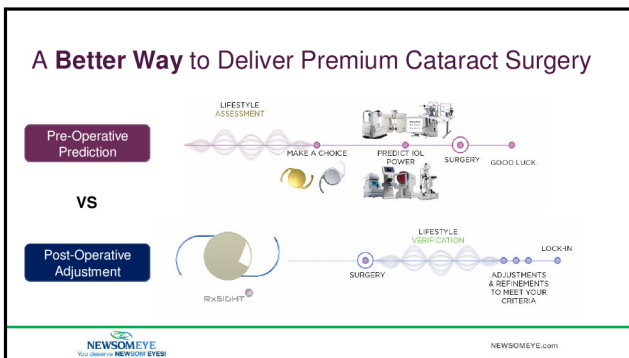 A Better Way to Deliver Premium Cataract Surgery
LIFESTYLE
ASSESSMENT
Pre-Operative
Prediction
MAKE A CHOICE
PREDICT IOL
POWER
SURGERY
GOOD LUCK
VS
Post-Operative
Adjustment
RxSIGHT
SURGERY
LIFESTYLE
VERIFICATION
LOCK-IN
ADJUSTMENTS
& REFINEMENTS
TO MEET YOUR
CRITERIA
NEWSOMEYE
You deserve NEWSOM EYES!
NEWSOMEYE.com